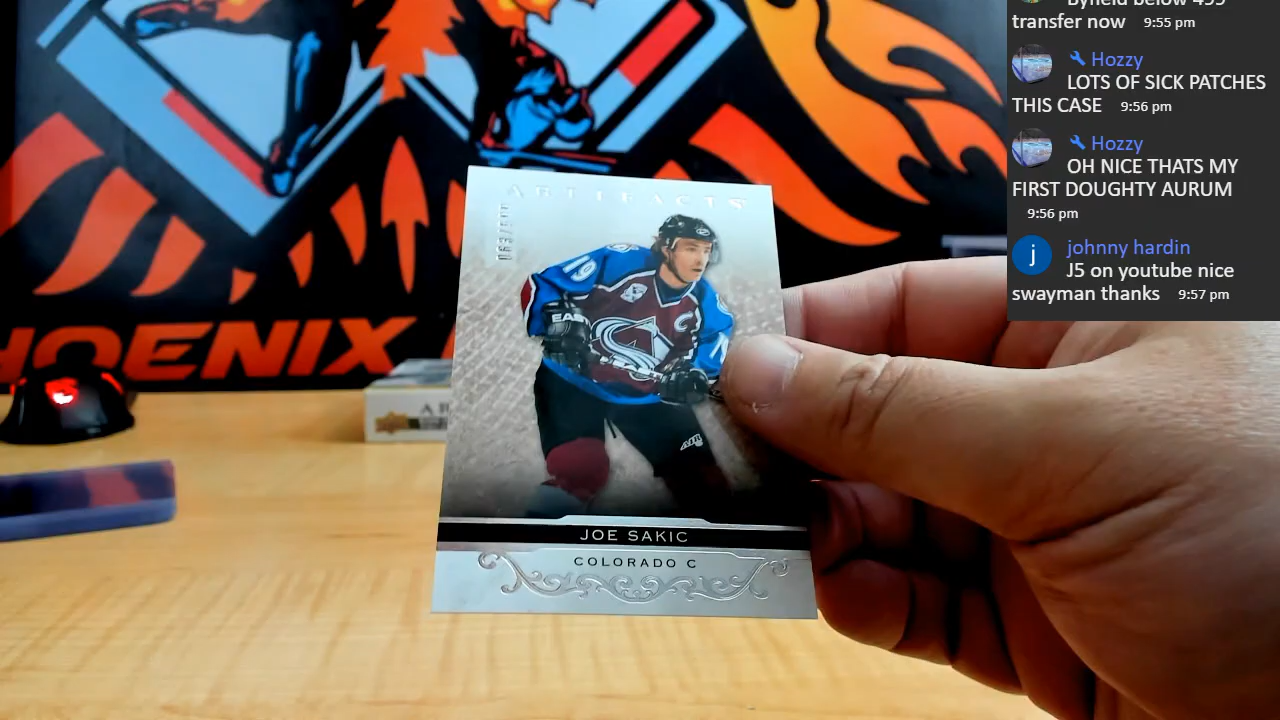 transfer now 9:55 pm
Hozzy
LOTS OF SICK PATCHES
THIS CASE 9:56 pm
Hozzy
OH NICE THATS MY
FIRST DOUGHTY AURUM
9:56 pm
j johnny hardin
J5 on youtube nice
swayman thanks 9:57 pm
HOENIX
ARTIFACTS
19
C
JOE SAKIC
COLORADO C